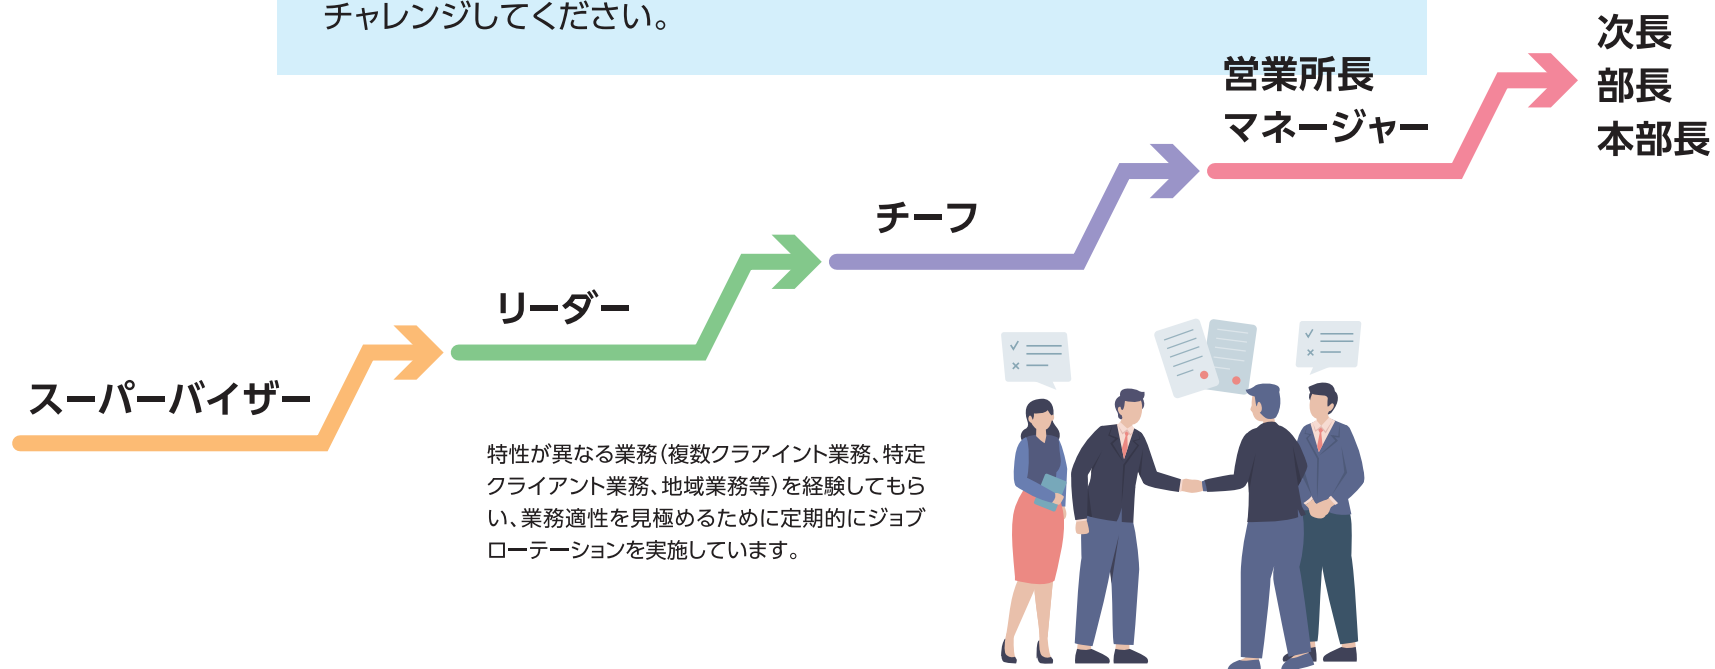 チャレンジしてください。
次長
部長
本部長
営業所長
マネージャー
チーフ
リーダー
スーパーバイザー
特性が異なる業務（複数クラアイント業務、特定
クライアント業務、地域業務等）を経験してもら
い、業務適性を見極めるために定期的にジョブ
ローテーションを実施しています。